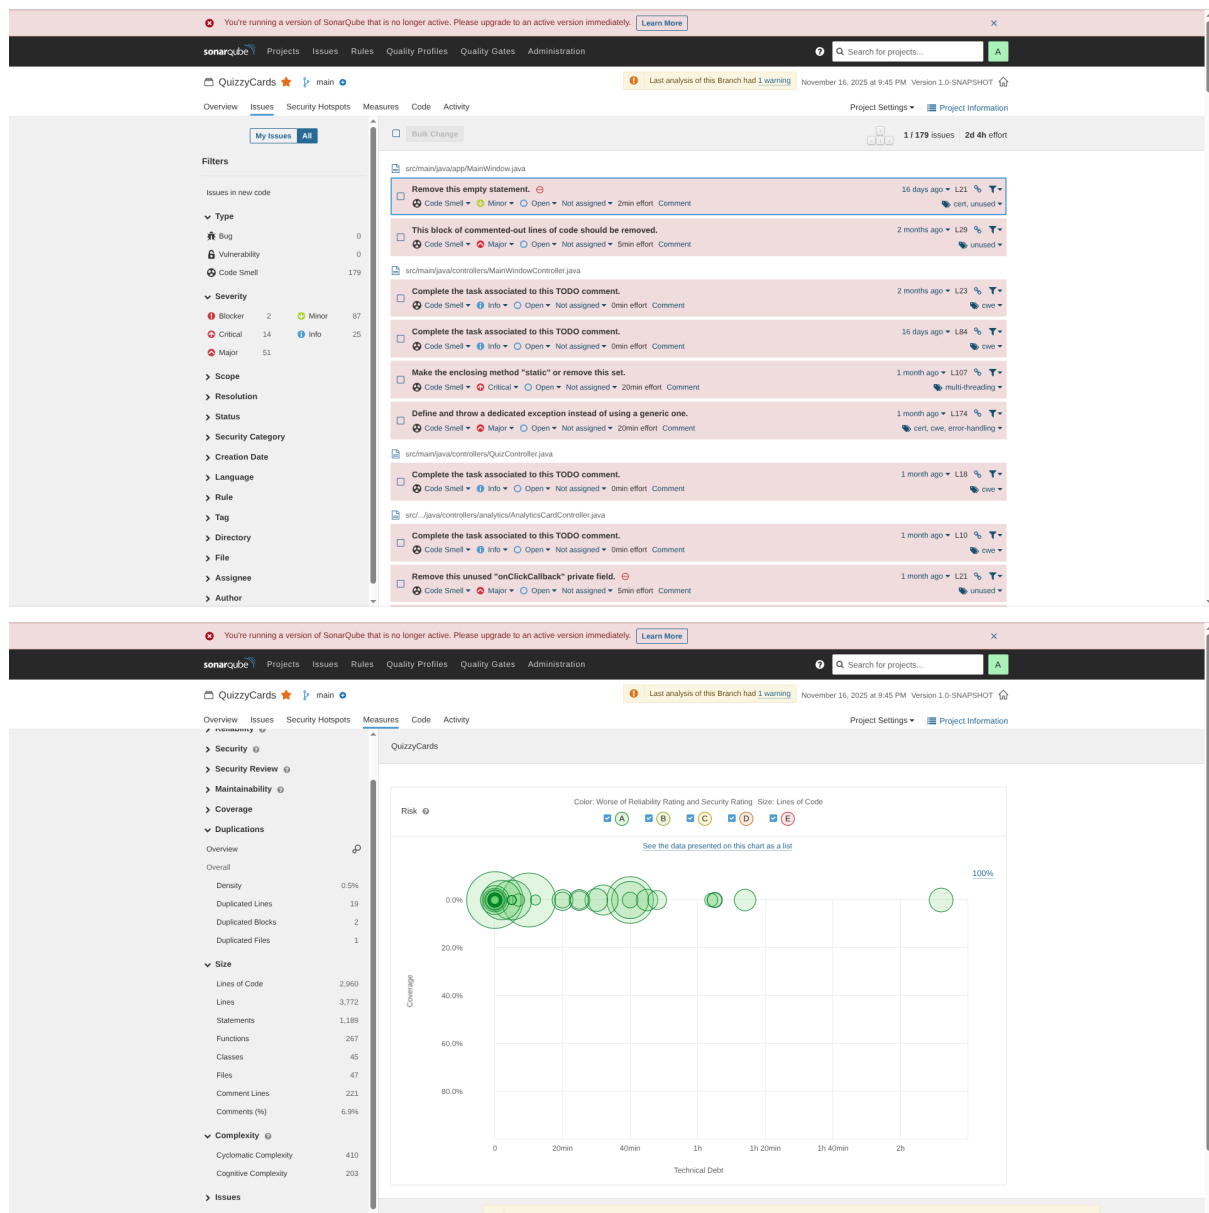 You're running a version of SonarQube that is no longer active. Please upgrade to an active version immediately. Learn More
sonarqube Projects Issues Rules Quality Profiles Quality Gates Administration Search for projects... A
QuizzyCards main Last analysis of this Branch had 1 warning November 16, 2025 at 9:45 PM Version 1.0-SNAPSHOT
Overview Issues Security Hotspots Measures Code Activity Project Settings Project Information
My Issues All
Bulk Change 1 / 179 issues 2d 4h effort
Filters
Issues in new code
Type
Bug 0
Vulnerability 0
Code Smell 179
Severity
Blocker 2 Minor 87
Critical 14 Info 25
Major 51
Scope
Resolution
Status
Security Category
Creation Date
Language
Rule
Tag
Directory
File
Assignee
Author
src/main/java/app/MainWindow.java
Remove this empty statement. 16 days ago L21
Code Smell Minor Open Not assigned 2min effort Comment cert, unused
This block of commented-out lines of code should be removed. 2 months ago L29
Code Smell Major Open Not assigned 5min effort Comment unused
src/main/java/controllers/MainWindowController.java
Complete the task associated to this TODO comment. 2 months ago L23
Code Smell Info Open Not assigned 0min effort Comment cwe
Complete the task associated to this TODO comment. 16 days ago L84
Code Smell Info Open Not assigned 0min effort Comment cwe
Make the enclosing method "static" or remove this set. 1 month ago L107
Code Smell Critical Open Not assigned 20min effort Comment multi-threading
Define and throw a dedicated exception instead of using a generic one. 1 month ago L174
Code Smell Major Open Not assigned 20min effort Comment cert, cwe, error-handling
src/main/java/controllers/QuizController.java
Complete the task associated to this TODO comment. 1 month ago L18
Code Smell Info Open Not assigned 0min effort Comment cwe
src/.../java/controllers/analytics/AnalyticsCardController.java
Complete the task associated to this TODO comment. 1 month ago L10
Code Smell Info Open Not assigned 0min effort Comment cwe
Remove this unused "onClickCallback" private field. 1 month ago L21
Code Smell Major Open Not assigned 5min effort Comment unused
You're running a version of SonarQube that is no longer active. Please upgrade to an active version immediately. Learn More
sonarqube Projects Issues Rules Quality Profiles Quality Gates Administration Search for projects... A
QuizzyCards main Last analysis of this Branch had 1 warning November 16, 2025 at 9:45 PM Version 1.0-SNAPSHOT
Overview Issues Security Hotspots Measures Code Activity Project Settings Project Information
Reliability
Security
Security Review
Maintainability
Coverage
Duplications
Overview
Overall
Density 0.5%
Duplicated Lines 19
Duplicated Blocks 2
Duplicated Files 1
Size
Lines of Code 2,960
Lines 3,772
Statements 1,189
Functions 267
Classes 45
Files 47
Comment Lines 221
Comments (%) 6.9%
Complexity
Cyclomatic Complexity 410
Cognitive Complexity 203
Issues
QuizzyCards
Risk
Color: Worse of Reliability Rating and Security Rating Size: Lines of Code
A B C D E
See the data presented on this chart as a list
100%
0.0%
20.0%
40.0%
60.0%
80.0%
Coverage
0 20min 40min 1h 1h 20min 1h 40min 2h
Technical Debt